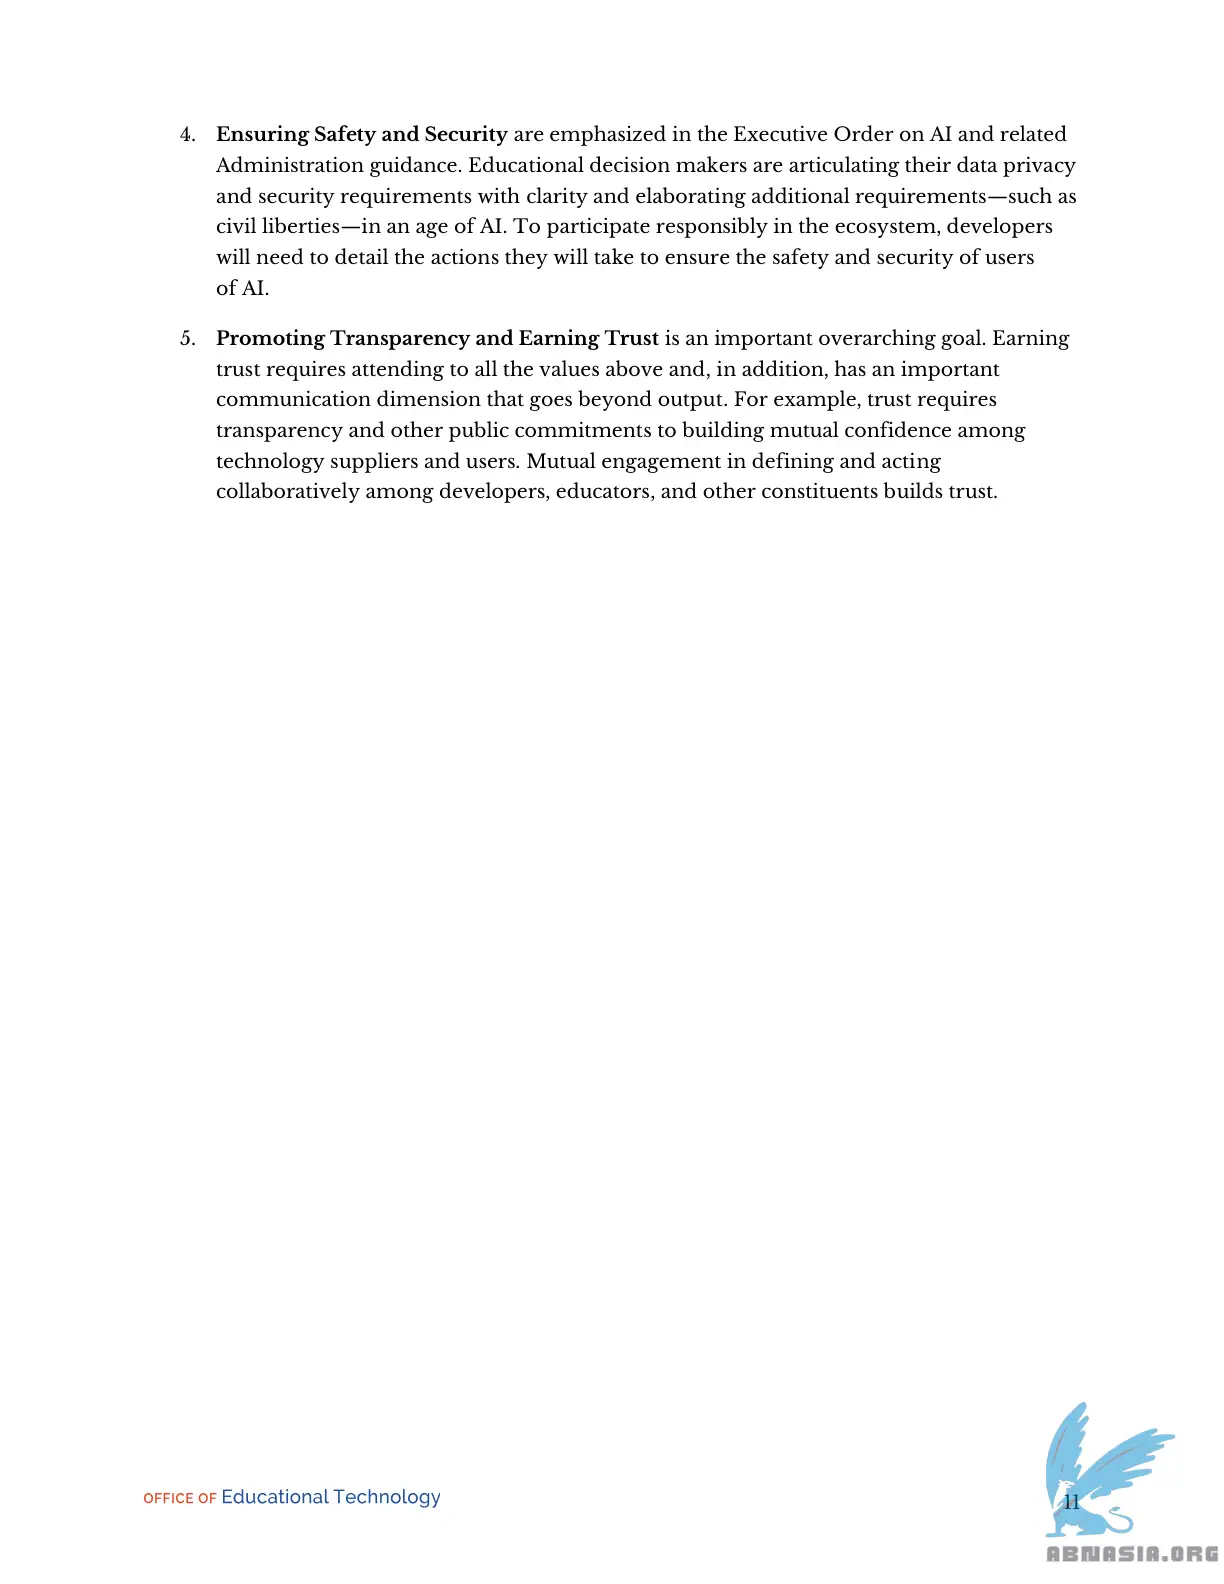 4. Ensuring Safety and Security are emphasized in the Executive Order on AI and related
Administration guidance. Educational decision makers are articulating their data privacy
and security requirements with clarity and elaborating additional requirements—such as
civil liberties—in an age of AI. To participate responsibly in the ecosystem, developers
will need to detail the actions they will take to ensure the safety and security of users
of AI.
5. Promoting Transparency and Earning Trust is an important overarching goal. Earning
trust requires attending to all the values above and, in addition, has an important
communication dimension that goes beyond output. For example, trust requires
transparency and other public commitments to building mutual confidence among
technology suppliers and users. Mutual engagement in defining and acting
collaboratively among developers, educators, and other constituents builds trust.
OFFICE OF Educational Technology
11
ABNASIA.ORG